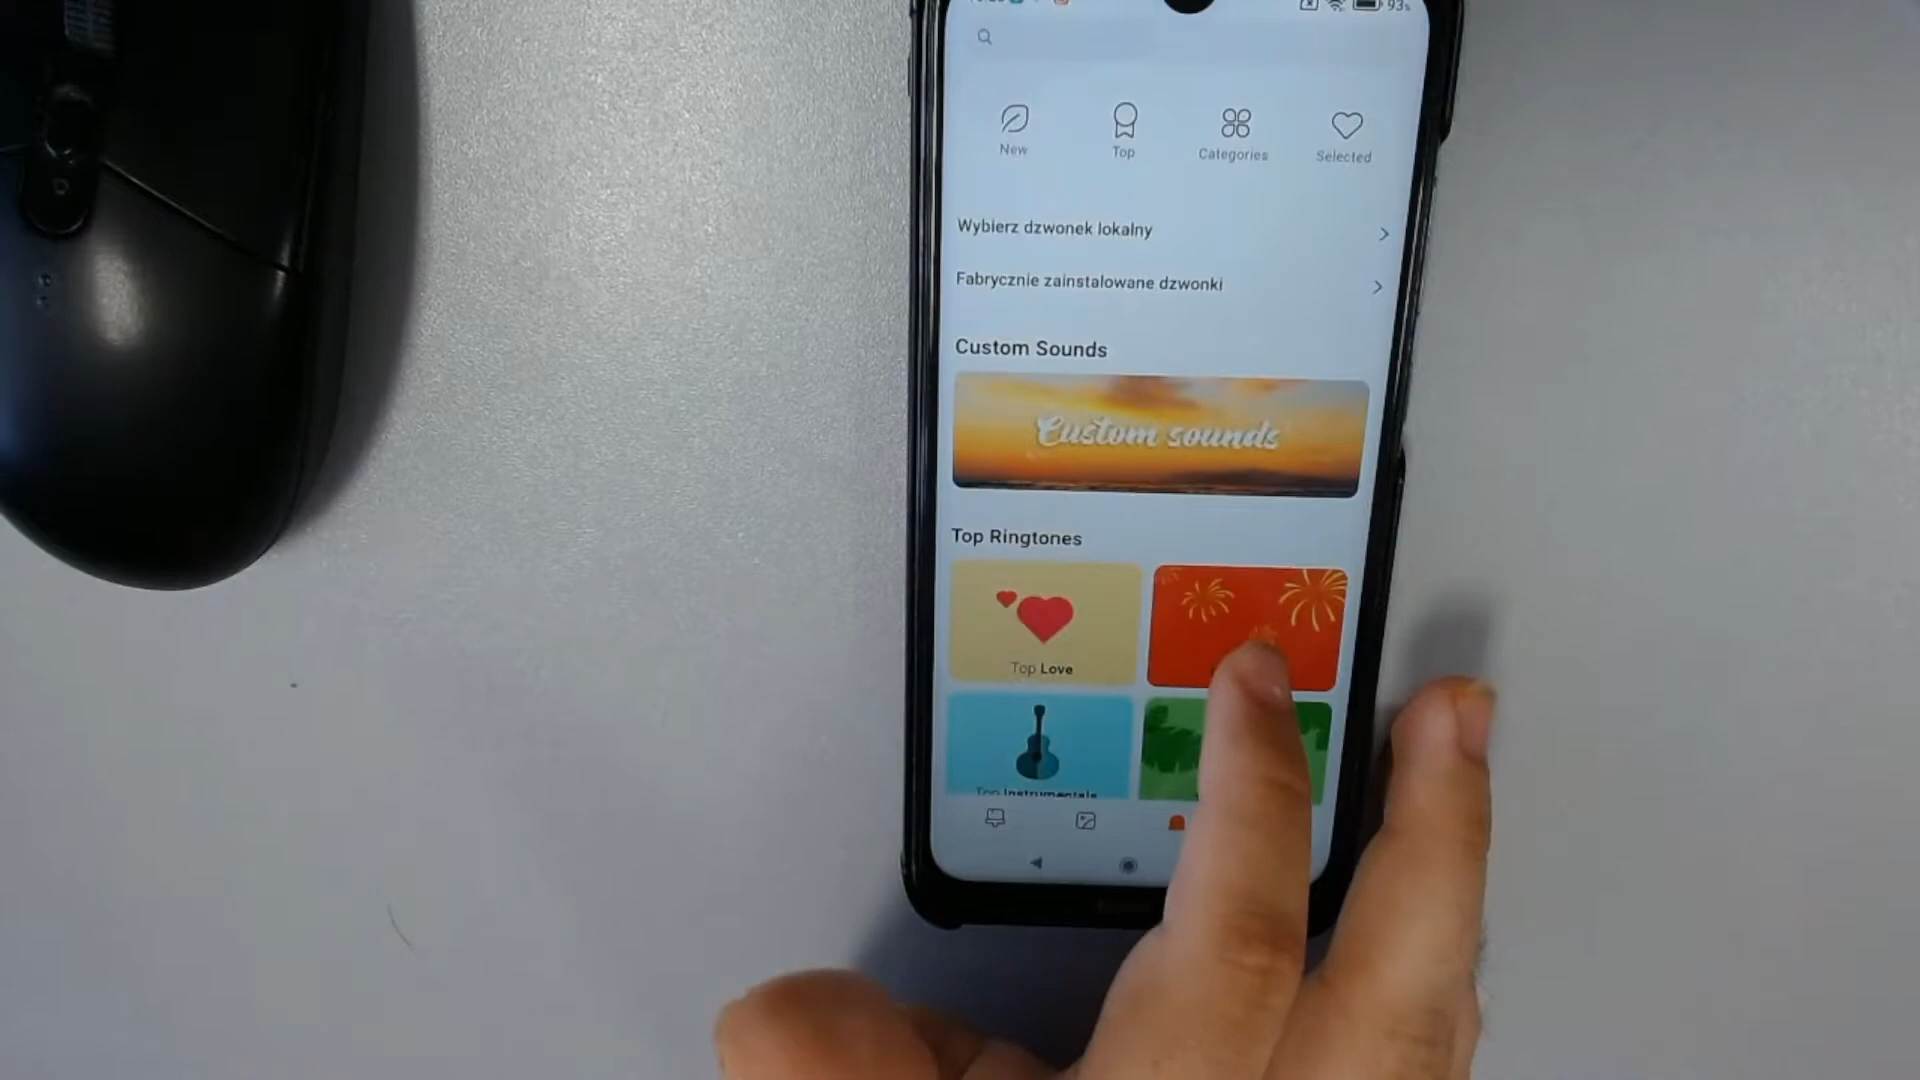 93%
New
Top
Categories
Selected
Wybierz dzwonek lokalny
Fabrycznie zainstalowane dzwonki
Custom Sounds
Custom sounds
Top Ringtones
Top Love
Top Instrumentals